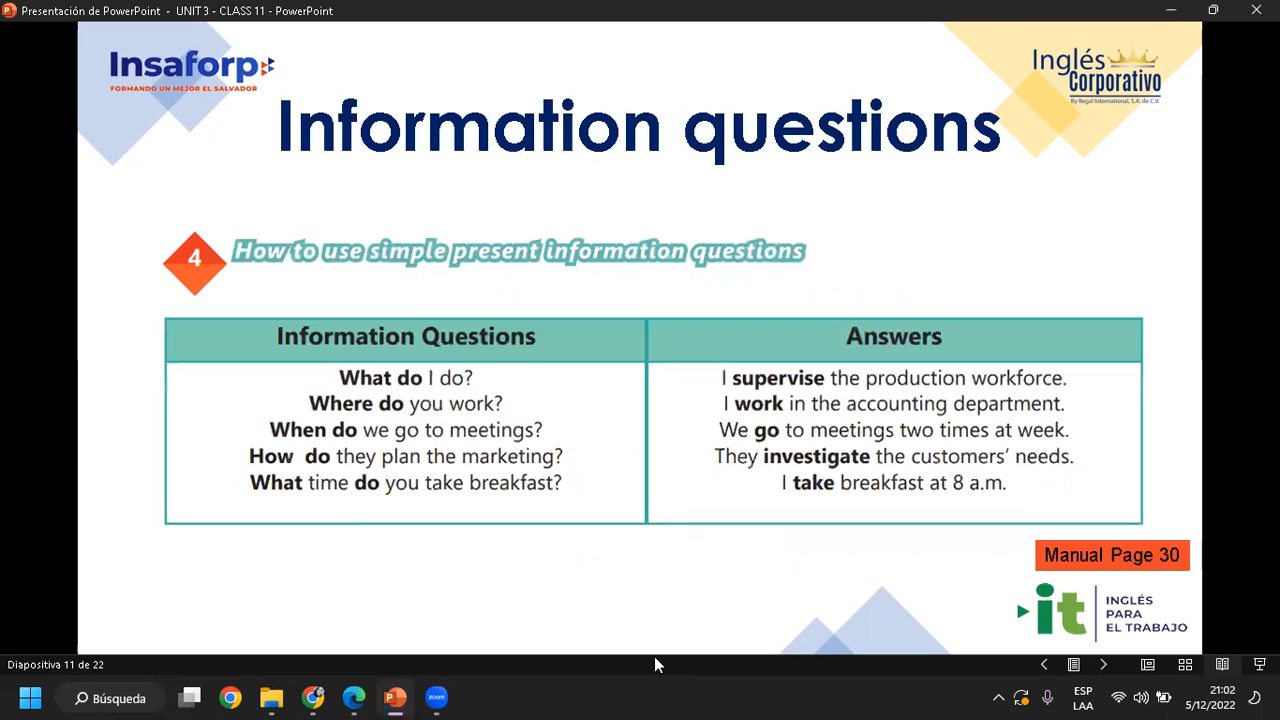 Presentación de PowerPoint - UNIT 3 - CLASS 11 - PowerPoint
Insaforp
FORMANDO UN MEJOR EL SALVADOR
Inglés
Corporativo
By Regal International, S.A. de C.V.
Information questions
4 How to use simple present information questions
Information Questions Answers
What do I do? I supervise the production workforce.
Where do you work? I work in the accounting department.
When do we go to meetings? We go to meetings two times at week.
How do they plan the marketing? They investigate the customers’ needs.
What time do you take breakfast? I take breakfast at 8 a.m.
Manual Page 30
it INGLÉS
PARA
EL TRABAJO
Diapositiva 11 de 22
Búsqueda
zoom
ESP
LAA
21:02
5/12/2022